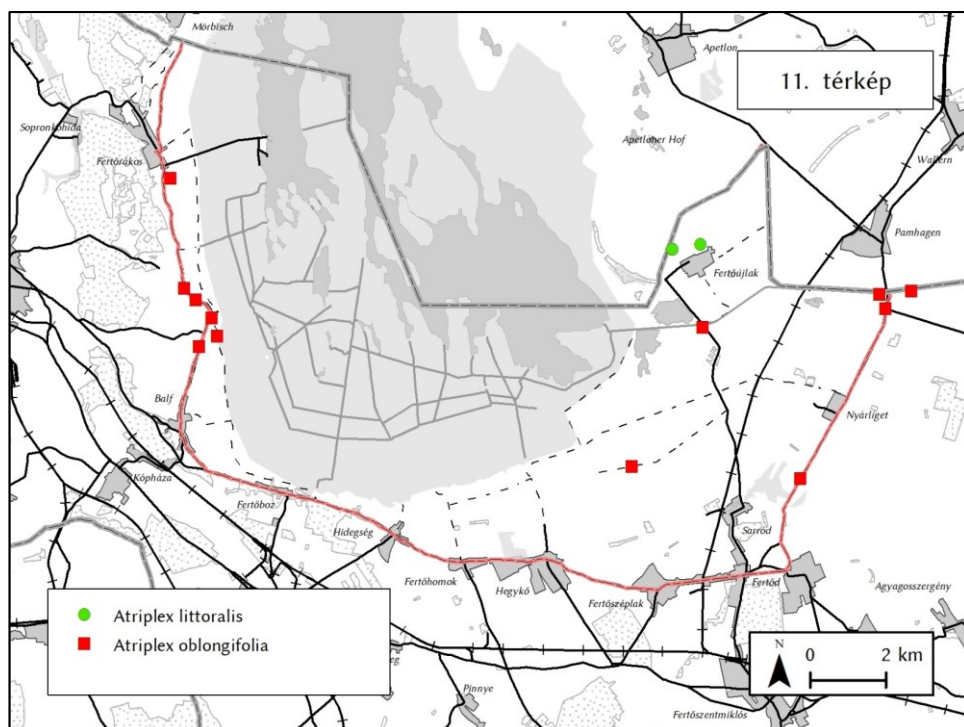 Mörbisch
Apetlon
11. térkép
Sopronkőhida
Fertőrákos
Apetloner Hof
Wallern
Pamhagen
Fertőújlak
Balf
Nyárliget
Kópháza
Fertőboz
Hidegség
Sarród
Fertőhomok
Hegykő
Fertőszéplak
Fertőd
Agyagosszergény
Atriplex littoralis
Atriplex oblongifolia
N
0 2 km
Pinnye
Fertőszentmiklós